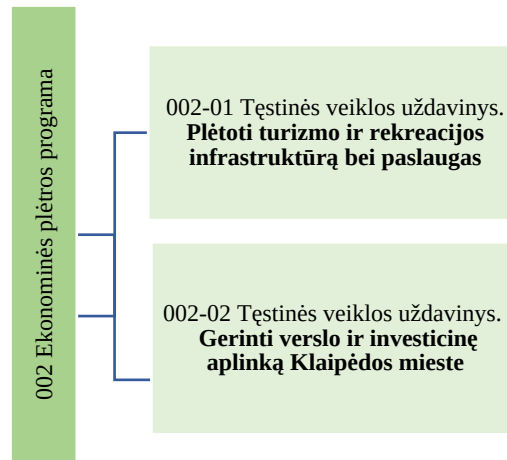 002 Ekonominės plėtros programa
002-01 Tęstinės veiklos uždavinys.
Plėtoti turizmo ir rekreacijos
infrastruktūrą bei paslaugas
002-02 Tęstinės veiklos uždavinys.
Gerinti verslo ir investicinę
aplinką Klaipėdos mieste